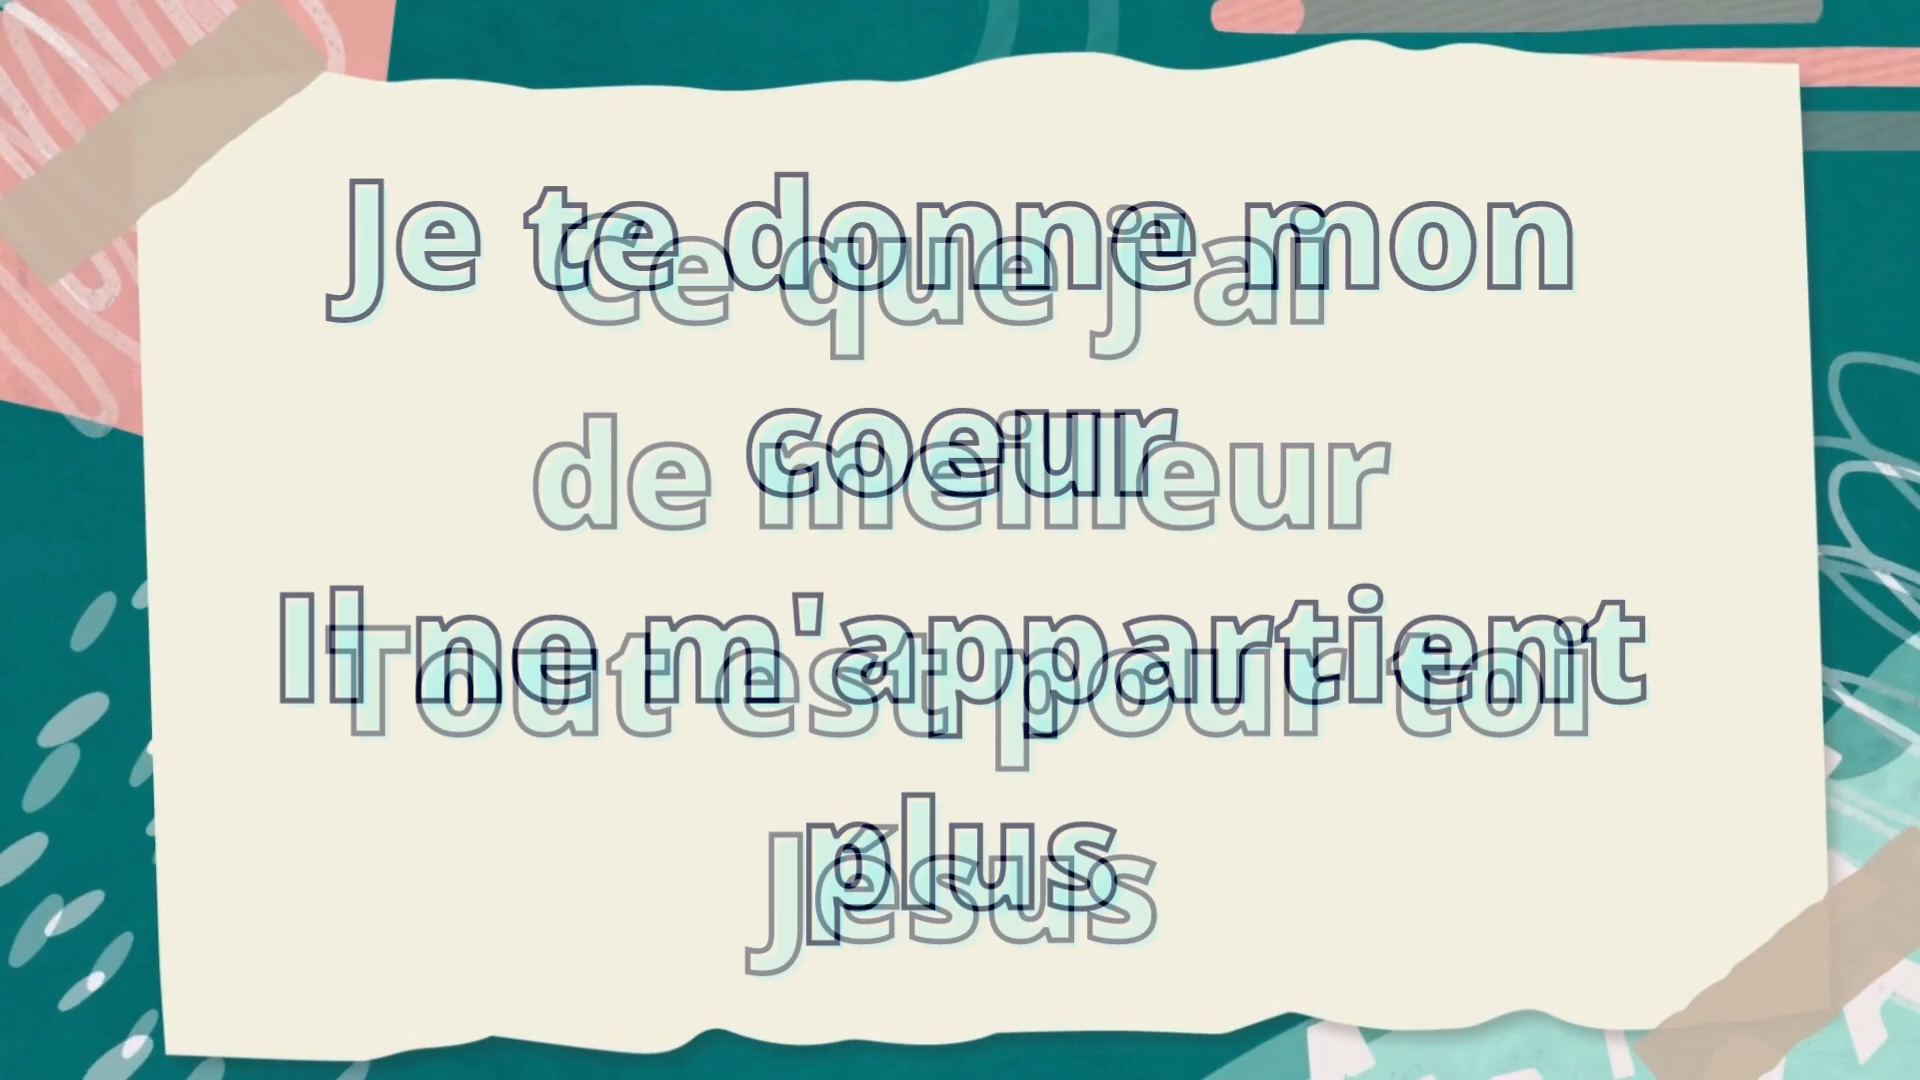 Je te donne mon
coeur
Il ne m'appartient
plus
Ce que j'ai
de meilleur
Tout est pour toi
Jésus